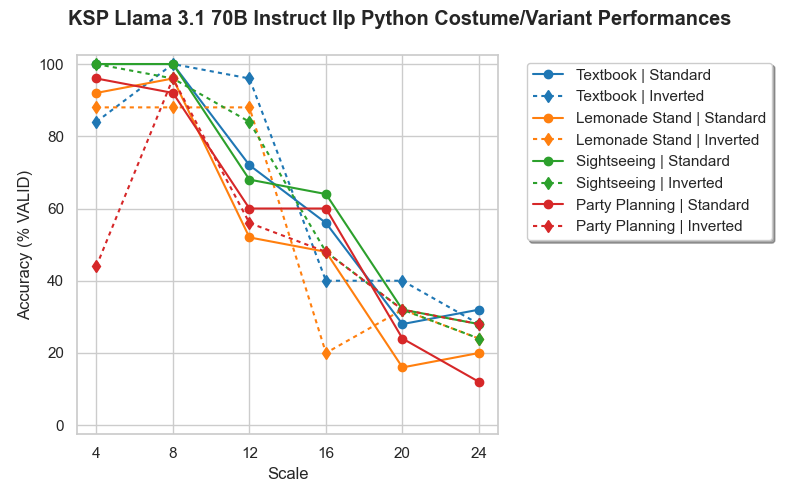 KSP Llama 3.1 70B Instruct Ilp Python Costume/Variant Performances
Accuracy (% VALID)
100
80
60
40
20
0
4 8 12 16 20 24
Scale
Textbook | Standard
Textbook | Inverted
Lemonade Stand | Standard
Lemonade Stand | Inverted
Sightseeing | Standard
Sightseeing | Inverted
Party Planning | Standard
Party Planning | Inverted